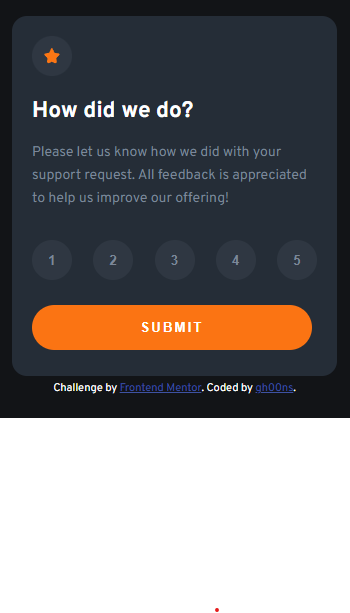 How did we do?
Please let us know how we did with your
support request. All feedback is appreciated
to help us improve our offering!
1 2 3 4 5
SUBMIT
Challenge by Frontend Mentor. Coded by gh00ns.